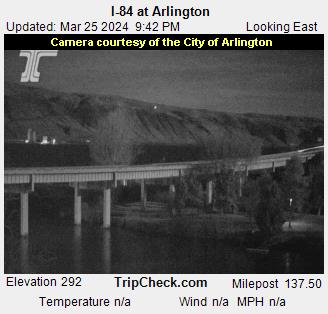 I-84 at Arlington
Updated: Mar 25 2024 9:42 PM Looking East
Camera courtesy of the City of Arlington
Elevation 292 TripCheck.com Milepost 137.50
Temperature n/a Wind n/a MPH n/a